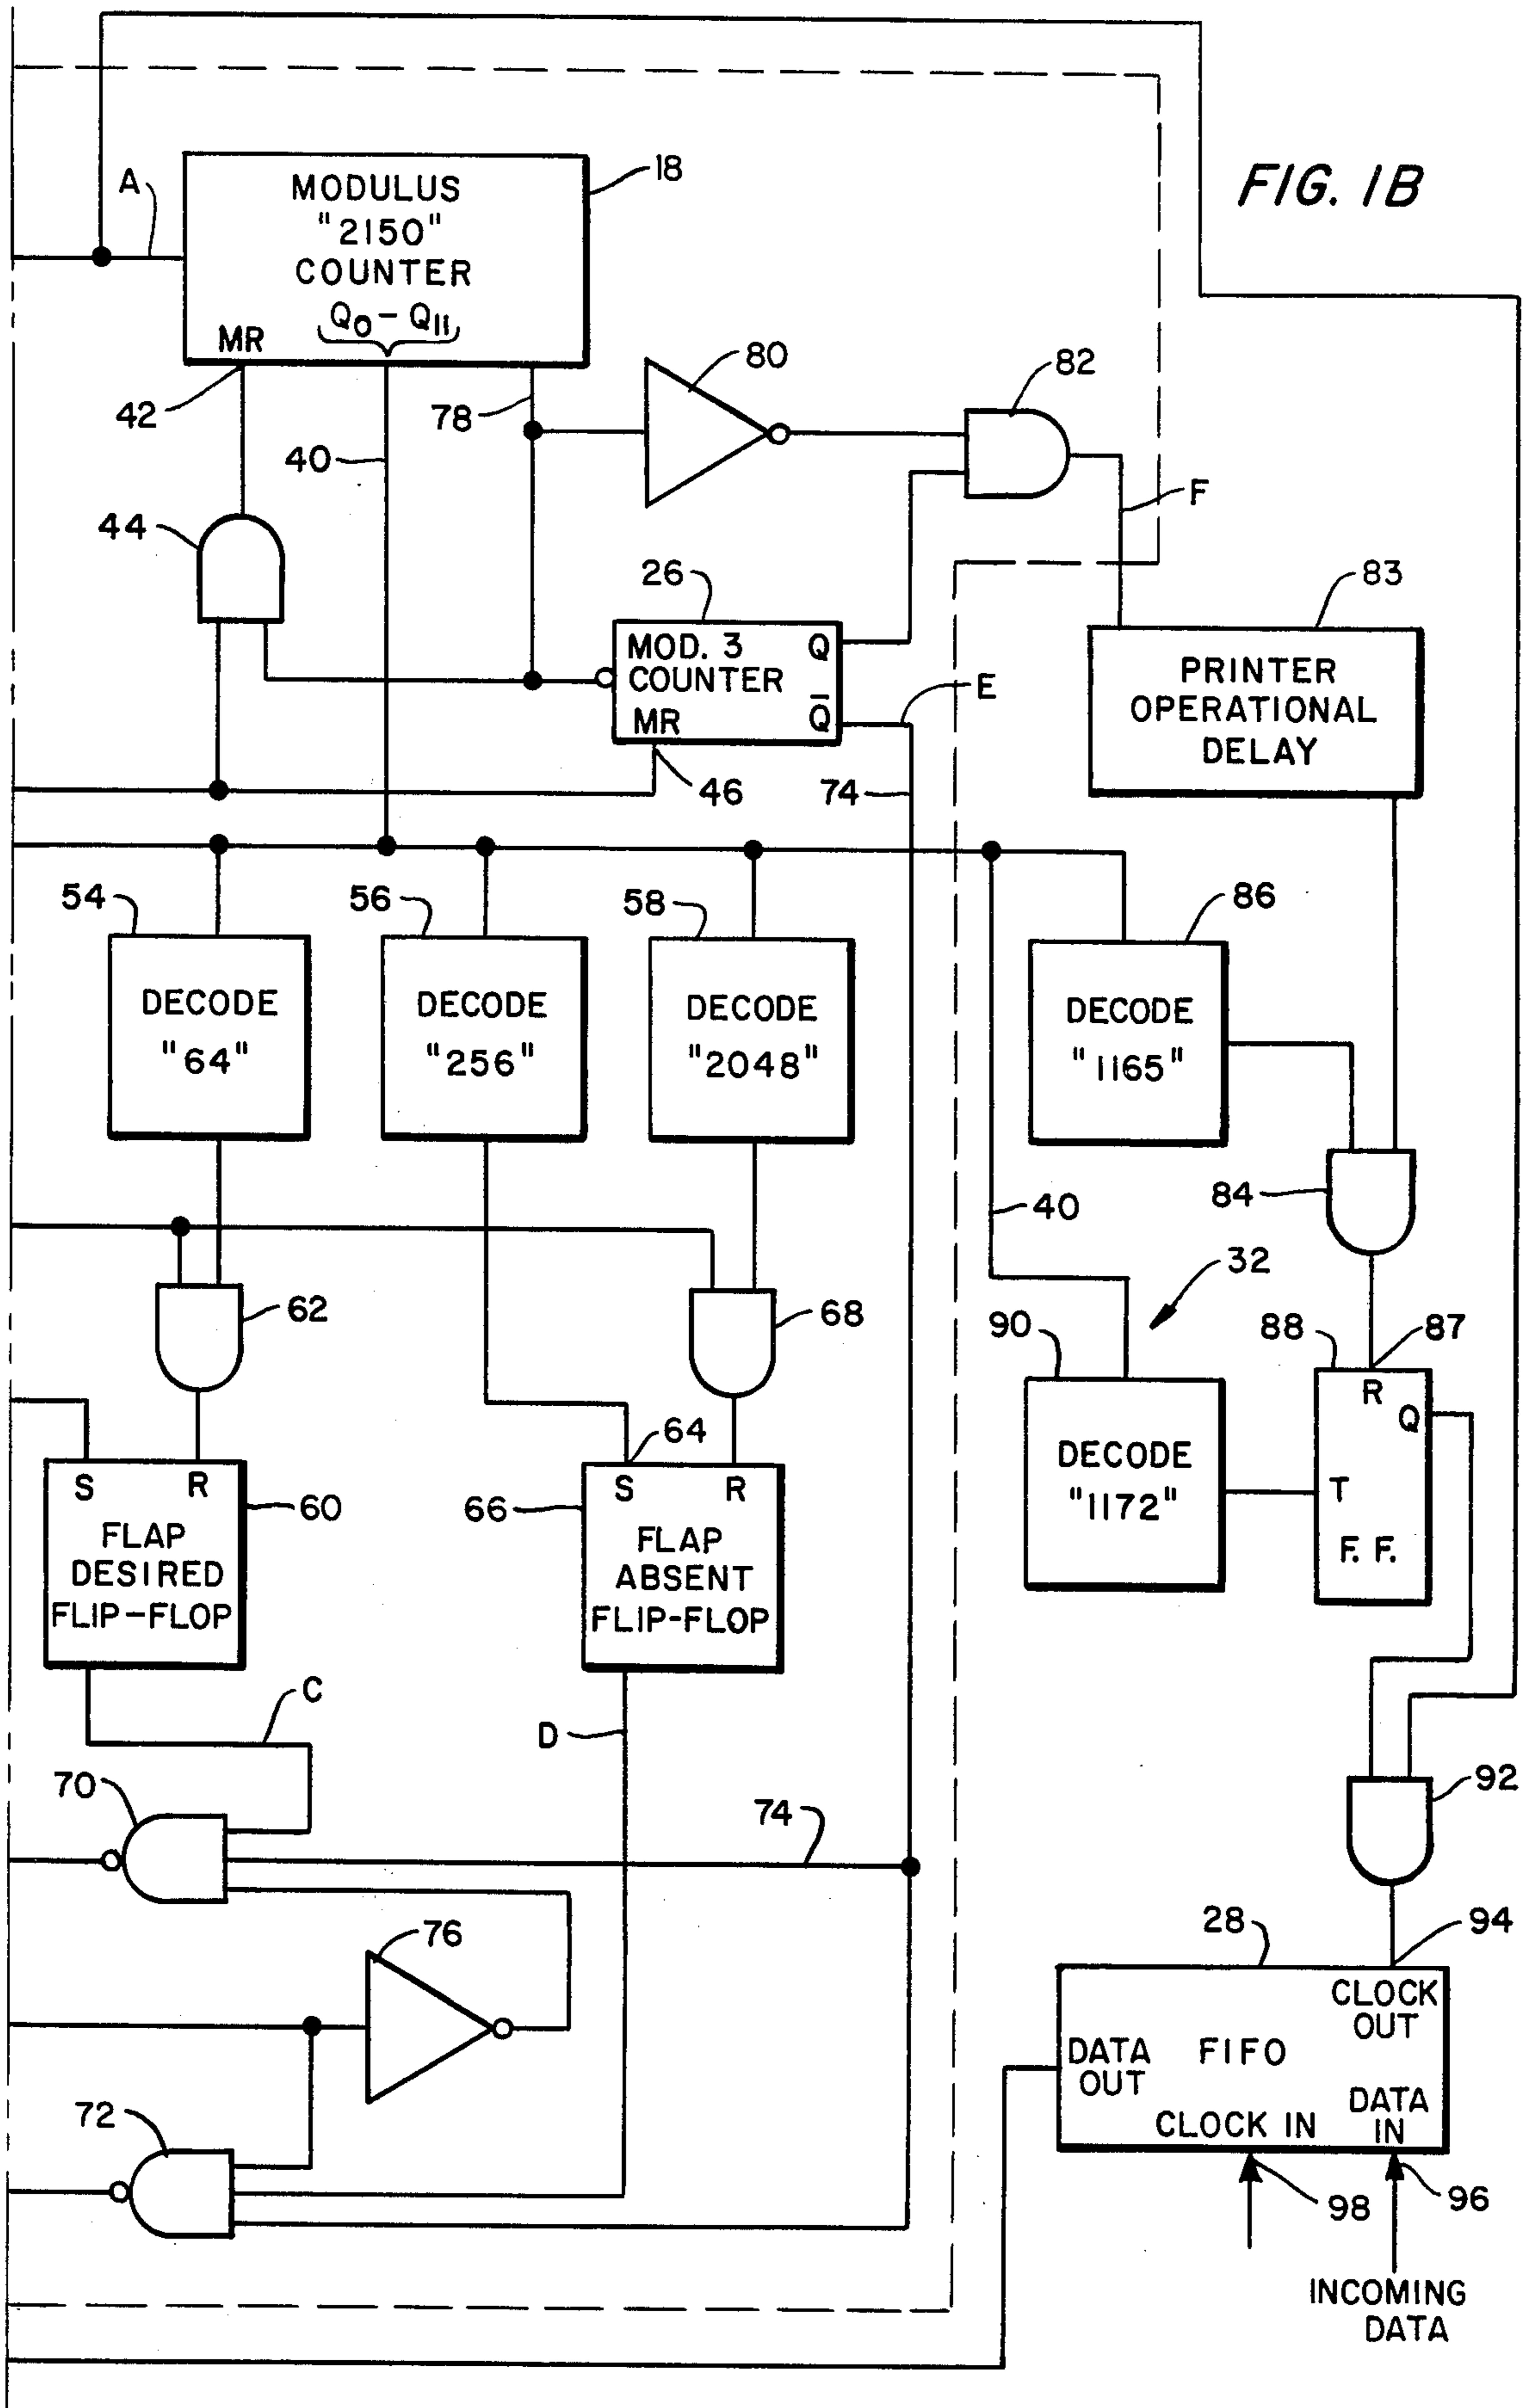 FIG. 1B
A
18
MODULUS
"2150"
COUNTER
MR
Q0 – Q11
42
78
40
80
82
F
44
26
MOD. 3
COUNTER
MR
Q
Q̅
E
46
74
83
PRINTER
OPERATIONAL
DELAY
54
DECODE
"64"
56
DECODE
"256"
58
DECODE
"2048"
86
DECODE
"1165"
84
40
32
62
68
90
DECODE
"1172"
88
87
R
Q
T
F. F.
S
R
60
FLAP
DESIRED
FLIP-FLOP
64
66
S
R
FLAP
ABSENT
FLIP-FLOP
C
D
70
74
92
76
28
94
CLOCK
OUT
DATA
OUT
FIFO
CLOCK IN
DATA
IN
72
98
96
INCOMING
DATA